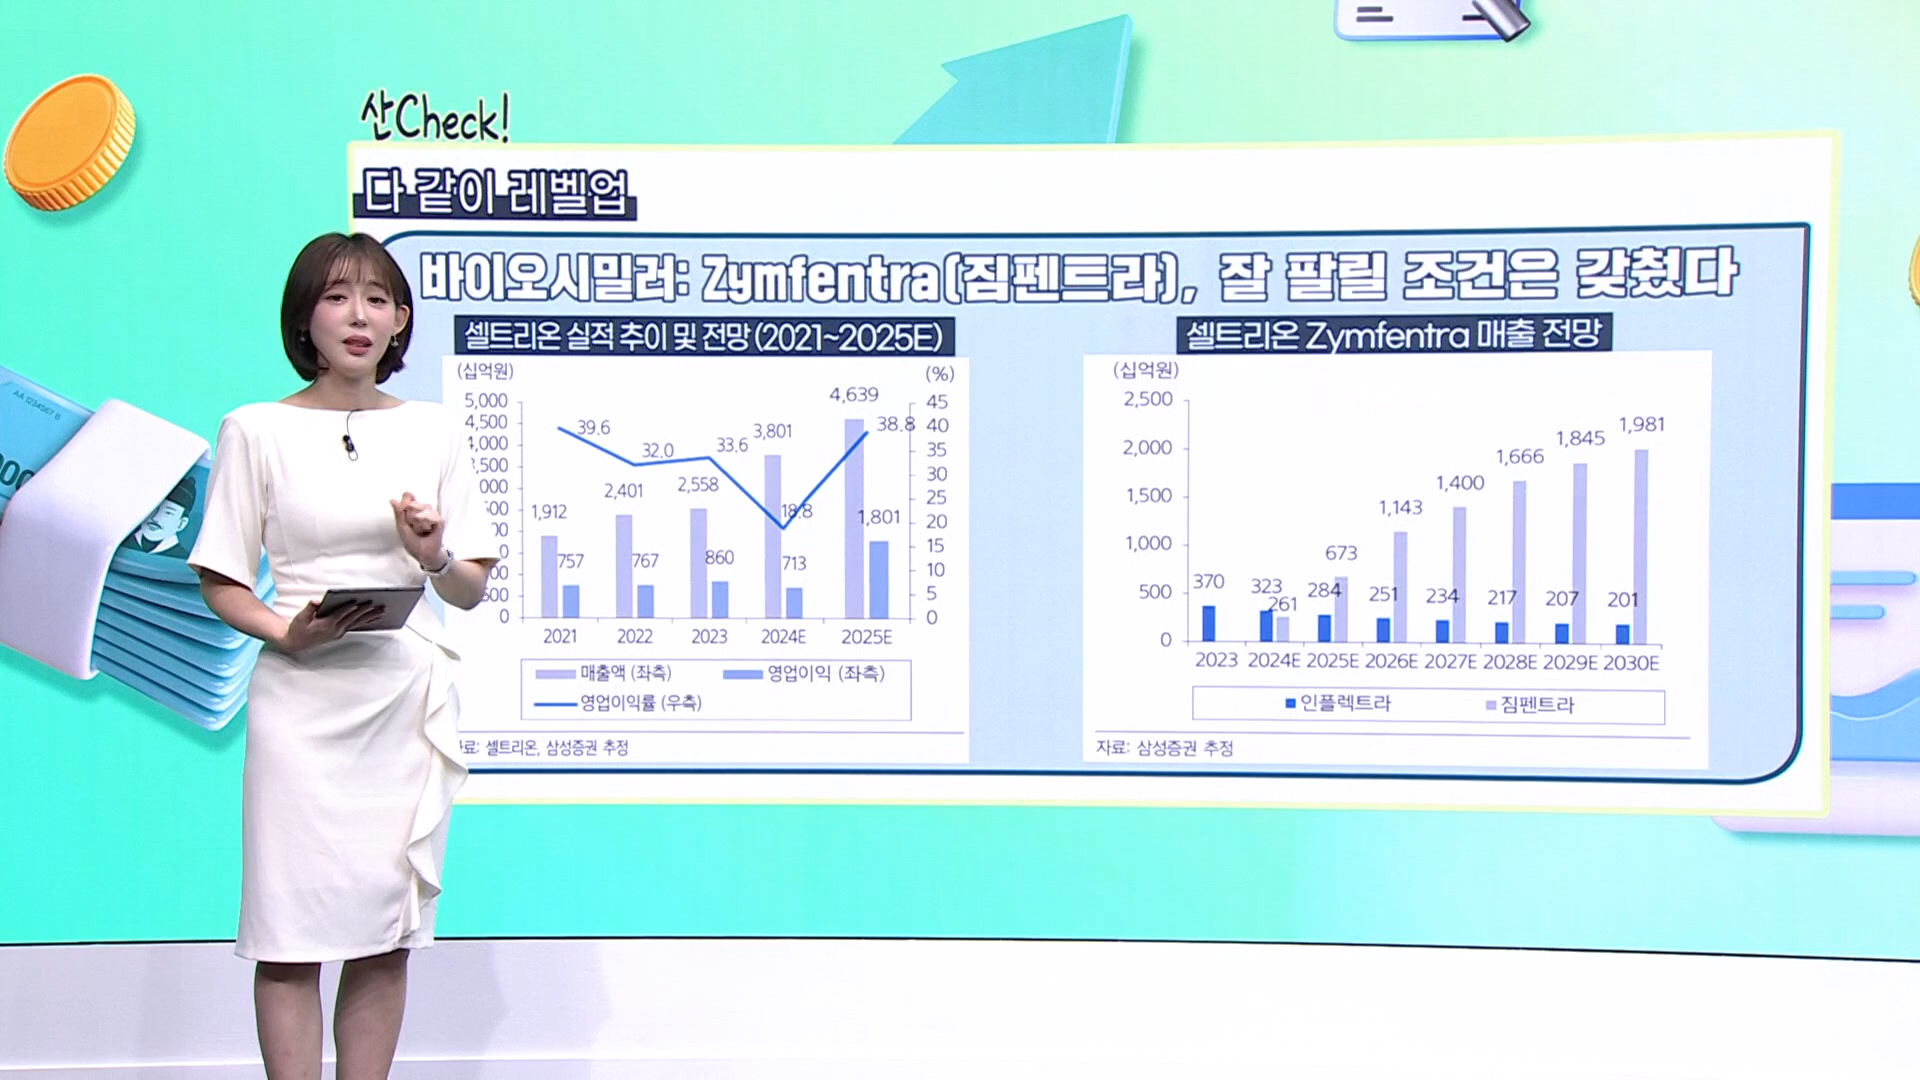 산Check!
다 같이 레벨업
바이오시밀러: Zymfentra(짐펜트라), 잘 팔릴 조건은 갖췄다
셀트리온 실적 추이 및 전망 (2021~2025E)
(십억원)
(%)
5,000
4,500
4,000
0
45
40
35
30
25
20
15
10
5
0
39.6
32.0
33.6
18.8
38.8
1,912
2,401
2,558
3,801
4,639
757
767
860
713
1,801
2021 2022 2023 2024E 2025E
매출액 (좌측) 영업이익 (좌측)
영업이익률 (우측)
료: 셀트리온, 삼성증권 추정
셀트리온 Zymfentra 매출 전망
(십억원)
2,500
2,000
1,500
1,000
500
0
370 323 284 251 234 217 207 201
261 673 1,143 1,400 1,666 1,845 1,981
2023 2024E 2025E 2026E 2027E 2028E 2029E 2030E
인플렉트라 짐펜트라
자료: 삼성증권 추정